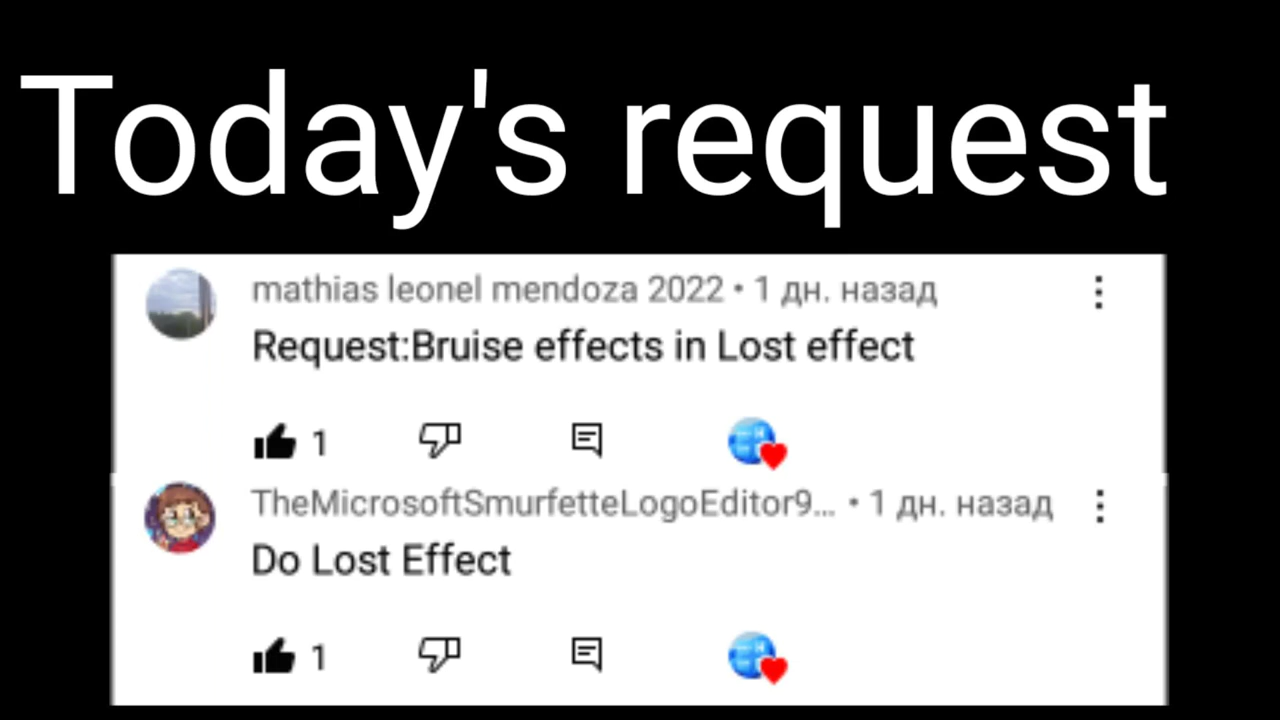 Today's request
mathias leonel mendoza 2022 • 1 дн. назад
Request:Bruise effects in Lost effect
1
TheMicrosoftSmurfetteLogoEditor9... • 1 дн. назад
Do Lost Effect
1